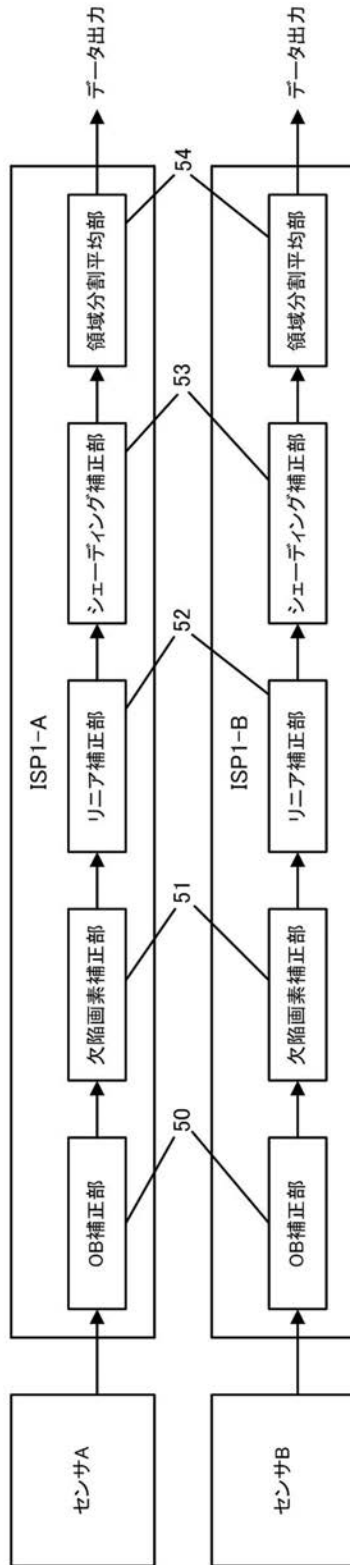 センサA
ISP1-A
OB補正部
欠陥画素補正部
リニア補正部
シェーディング補正部
領域分割平均部
データ出力
50
51
52
53
54
センサB
ISP1-B
OB補正部
欠陥画素補正部
リニア補正部
シェーディング補正部
領域分割平均部
データ出力